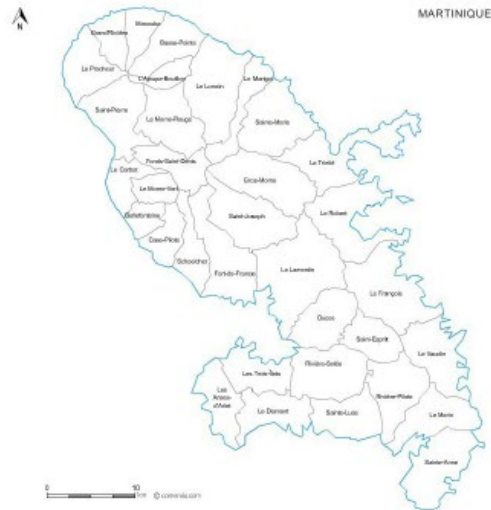 N
MARTINIQUE
Grand-Rivière
Macouba
Basse-Pointe
Le Prêcheur
L'Ajoupa-Bouillon
Le Lorrain
Le Marigot
Saint-Pierre
Le Morne-Rouge
Sainte-Marie
Fonds-Saint-Denis
La Trinité
Le Carbet
Gros-Morne
Le Morne-Vert
Bellefontaine
Saint-Joseph
Le Robert
Case-Pilote
Schoelcher
Fort-de-France
Le Lamentin
Le François
Ducos
Saint-Esprit
Le Vauclin
Rivière-Salée
Les Trois-Îlets
Les
Anses-
d'Arlet
Rivière-Pilote
Le Diamant
Sainte-Luce
Le Marin
Sainte-Anne
0
10
km